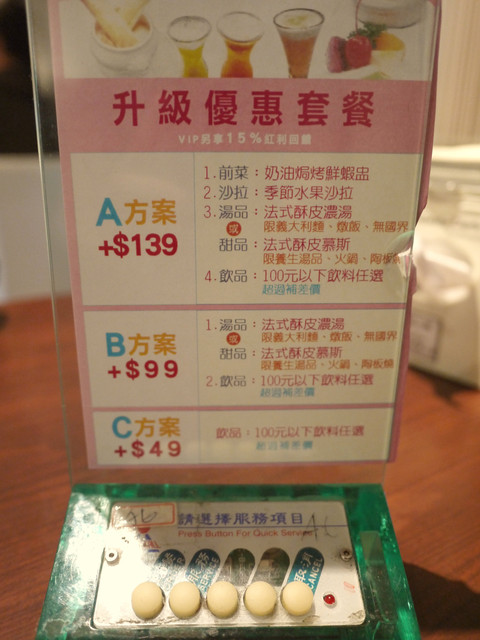 升級優惠套餐
VIP另享15%紅利回饋
A方案
+$139
1.前菜：奶油焗烤鮮蝦盅
2.沙拉：季節水果沙拉
3.湯品：法式酥皮濃湯
或 限義大利麵、燉飯、無國界
甜品：法式酥皮慕斯
限養生湯品、火鍋、陶板燒
4.飲品：100元以下飲料任選
超過補差價
B方案
+$99
1.湯品：法式酥皮濃湯
或 限義大利麵、燉飯、無國界
甜品：法式酥皮慕斯
限養生湯品、火鍋、陶板燒
2.飲品：100元以下飲料任選
超過補差價
C方案
+$49
飲品：100元以下飲料任選
超過補差價
請選擇服務項目
Press Button For Quick Service
CANCEL